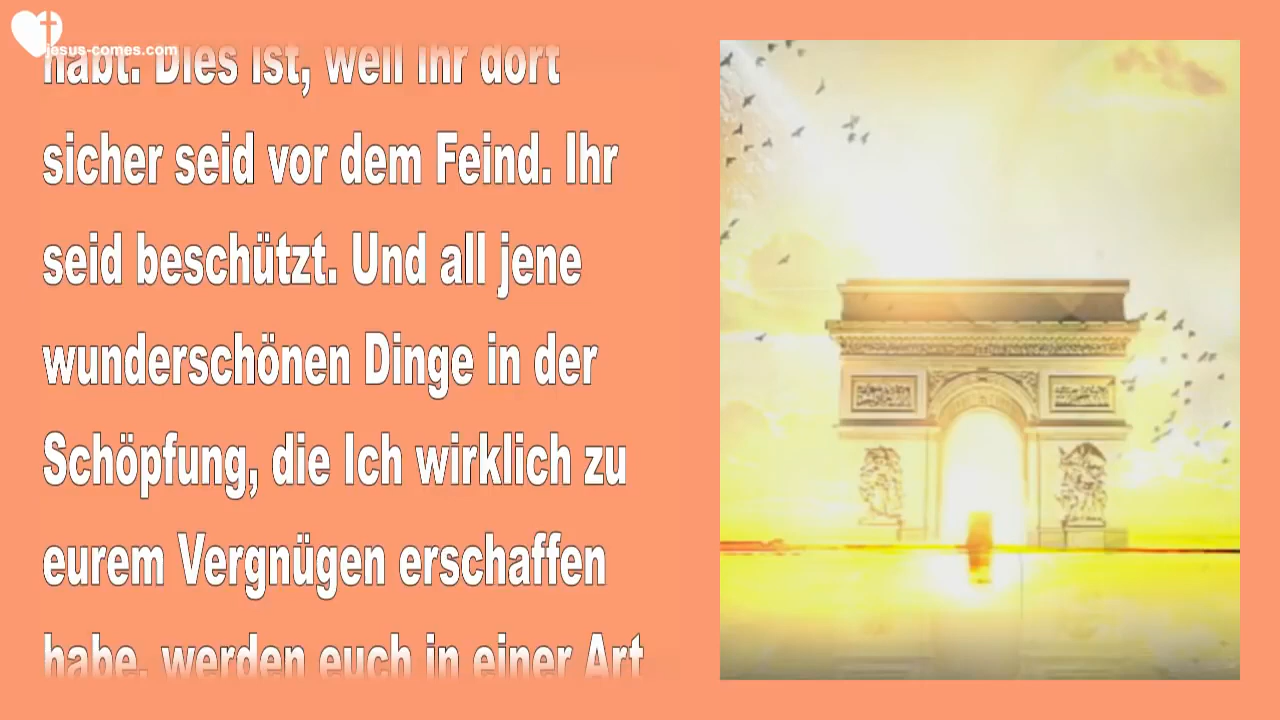 jesus-comes.com
habt. Dies ist, weil ihr dort
sicher seid vor dem Feind. Ihr
seid beschützt. Und all jene
wunderschönen Dinge in der
Schöpfung, die Ich wirklich zu
eurem Vergnügen erschaffen
habe, werden euch in einer Art